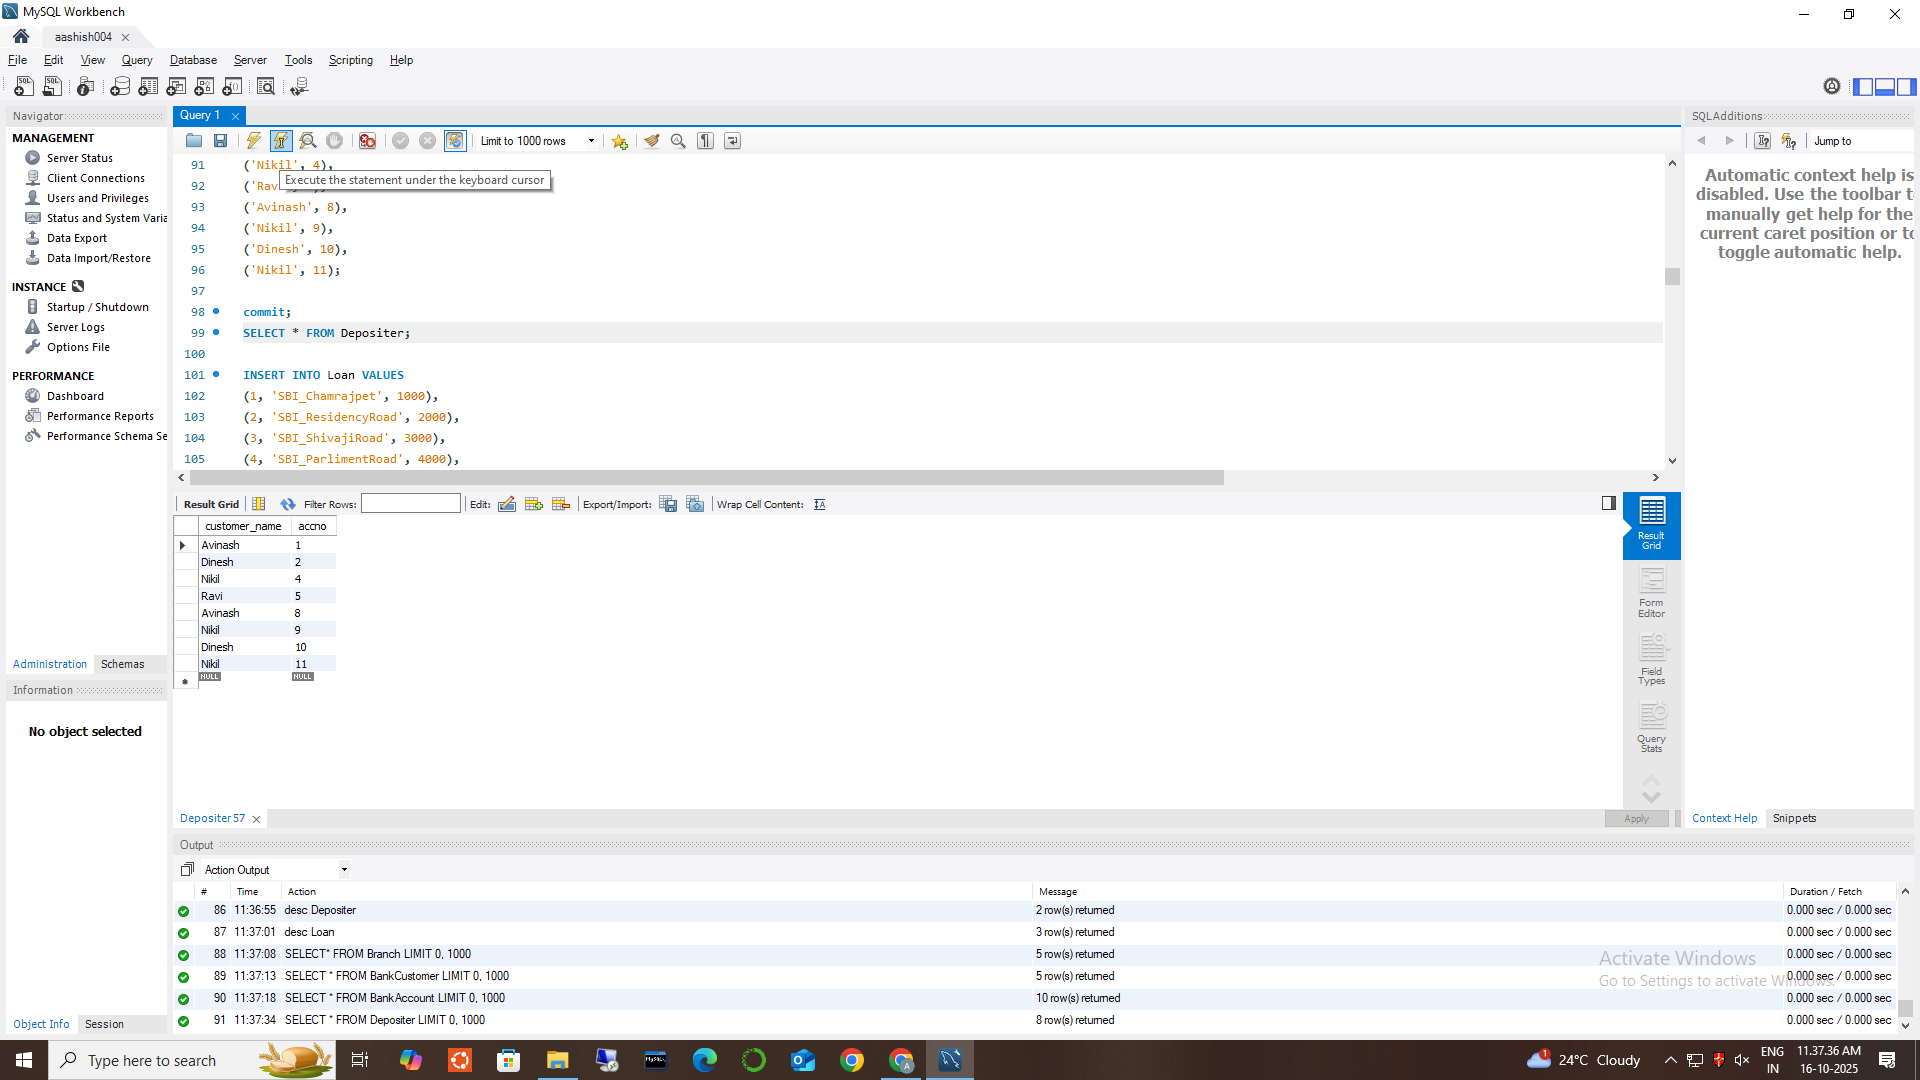 MySQL Workbench
aashish004
File Edit View Query Database Server Tools Scripting Help
Navigator
MANAGEMENT
Server Status
Client Connections
Users and Privileges
Status and System Varia
Data Export
Data Import/Restore
INSTANCE
Startup / Shutdown
Server Logs
Options File
PERFORMANCE
Dashboard
Performance Reports
Performance Schema Se
Administration Schemas
Information
No object selected
Object Info Session
Query 1
Limit to 1000 rows
91 ('Nikil', 4),
Execute the statement under the keyboard cursor
92 ('Rav
93 ('Avinash', 8),
94 ('Nikil', 9),
95 ('Dinesh', 10),
96 ('Nikil', 11);
97
98 commit;
99 SELECT * FROM Depositer;
100
101 INSERT INTO Loan VALUES
102 (1, 'SBI_Chamrajpet', 1000),
103 (2, 'SBI_ResidencyRoad', 2000),
104 (3, 'SBI_ShivajiRoad', 3000),
105 (4, 'SBI_ParlimentRoad', 4000),
Result Grid Filter Rows: Edit: Export/Import: Wrap Cell Content:
customer_name accno
Avinash 1
Dinesh 2
Nikil 4
Ravi 5
Avinash 8
Nikil 9
Dinesh 10
Nikil 11
NULL NULL
Result Grid
Form Editor
Field Types
Query Stats
Depositer 57
Apply
SQLAdditions
Jump to
Automatic context help is
disabled. Use the toolbar t
manually get help for the
current caret position or to
toggle automatic help.
Context Help Snippets
Output
Action Output
# Time Action Message Duration / Fetch
86 11:36:55 desc Depositer 2 row(s) returned 0.000 sec / 0.000 sec
87 11:37:01 desc Loan 3 row(s) returned 0.000 sec / 0.000 sec
88 11:37:08 SELECT* FROM Branch LIMIT 0, 1000 5 row(s) returned 0.000 sec / 0.000 sec
89 11:37:13 SELECT * FROM BankCustomer LIMIT 0, 1000 5 row(s) returned 0.000 sec / 0.000 sec
90 11:37:18 SELECT * FROM BankAccount LIMIT 0, 1000 10 row(s) returned 0.000 sec / 0.000 sec
91 11:37:34 SELECT * FROM Depositer LIMIT 0, 1000 8 row(s) returned 0.000 sec / 0.000 sec
Activate Windows
Go to Settings to activate Windows.
Type here to search
24°C Cloudy
ENG
IN
11.37.36 AM
16-10-2025